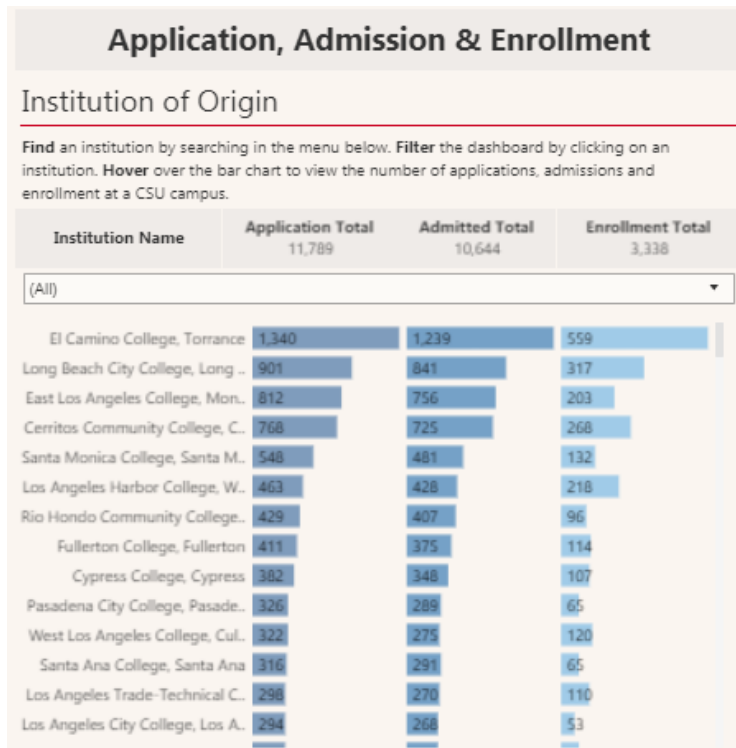 Application, Admission & Enrollment
Institution of Origin
Find an institution by searching in the menu below. Filter the dashboard by clicking on an
institution. Hover over the bar chart to view the number of applications, admissions and
enrollment at a CSU campus.
Institution Name Application Total Admitted Total Enrollment Total
11,789 10,644 3,338
(All)
El Camino College, Torrance 1,340 1,239 559
Long Beach City College, Long .. 901 841 317
East Los Angeles College, Mon.. 812 756 203
Cerritos Community College, C.. 768 725 268
Santa Monica College, Santa M.. 548 481 132
Los Angeles Harbor College, W.. 463 428 218
Rio Hondo Community College.. 429 407 96
Fullerton College, Fullerton 411 375 114
Cypress College, Cypress 382 348 107
Pasadena City College, Pasade.. 326 289 65
West Los Angeles College, Cul.. 322 275 120
Santa Ana College, Santa Ana 316 291 65
Los Angeles Trade-Technical C.. 298 270 110
Los Angeles City College, Los A.. 294 268 53